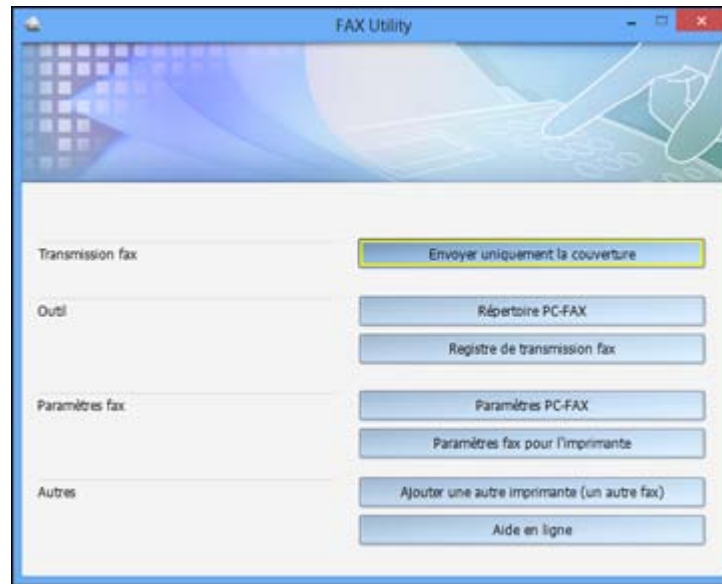 FAX Utility
Transmission fax
Envoyer uniquement la couverture
Outil
Répertoire PC-FAX
Registre de transmission fax
Paramètres fax
Paramètres PC-FAX
Paramètres fax pour l'imprimante
Autres
Ajouter une autre imprimante (un autre fax)
Aide en ligne